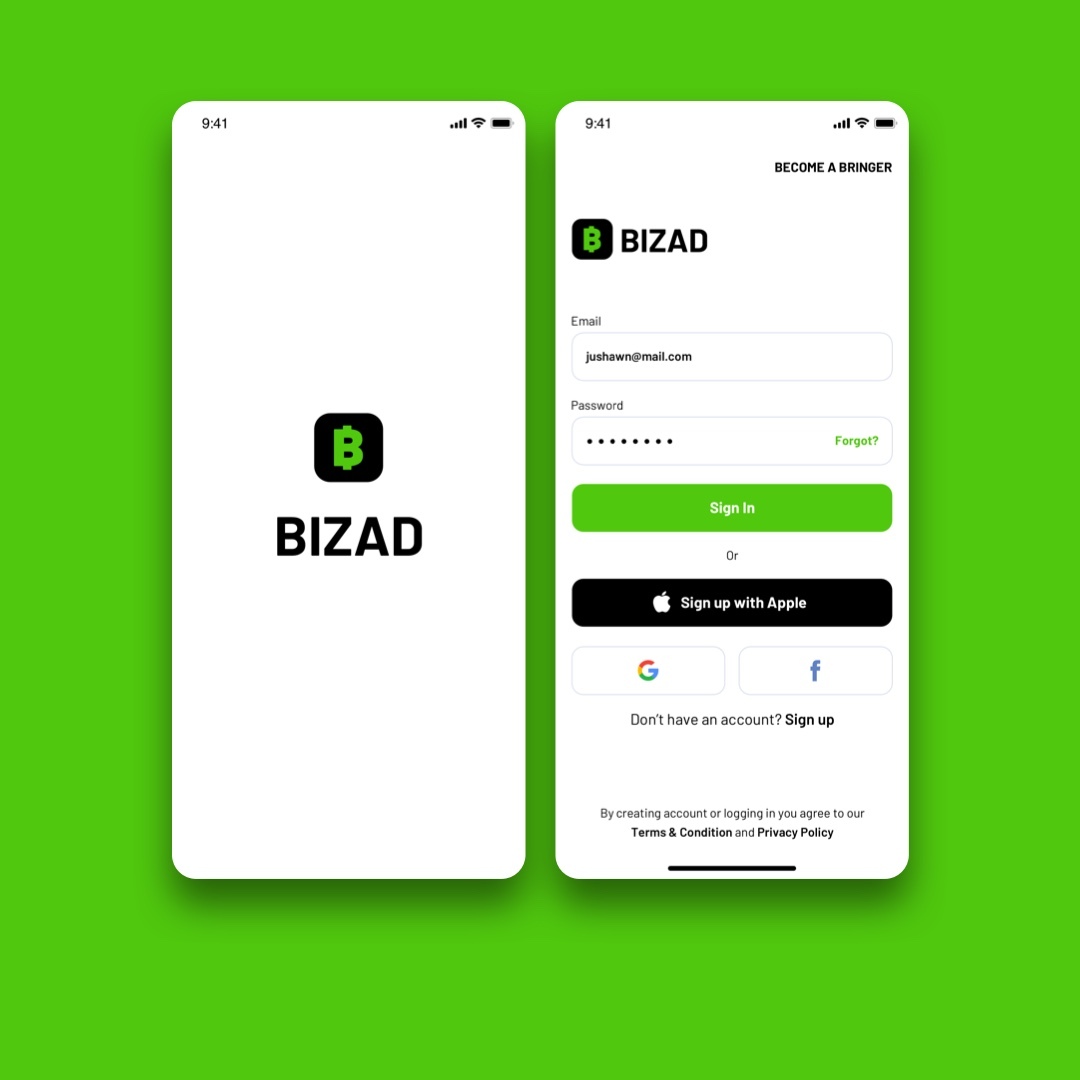 9:41
BIZAD
9:41
BECOME A BRINGER
BIZAD
Email
jushawn@mail.com
Password
Forgot?
Sign In
Or
Sign up with Apple
Don't have an account? Sign up
By creating account or logging in you agree to our
Terms & Condition and Privacy Policy